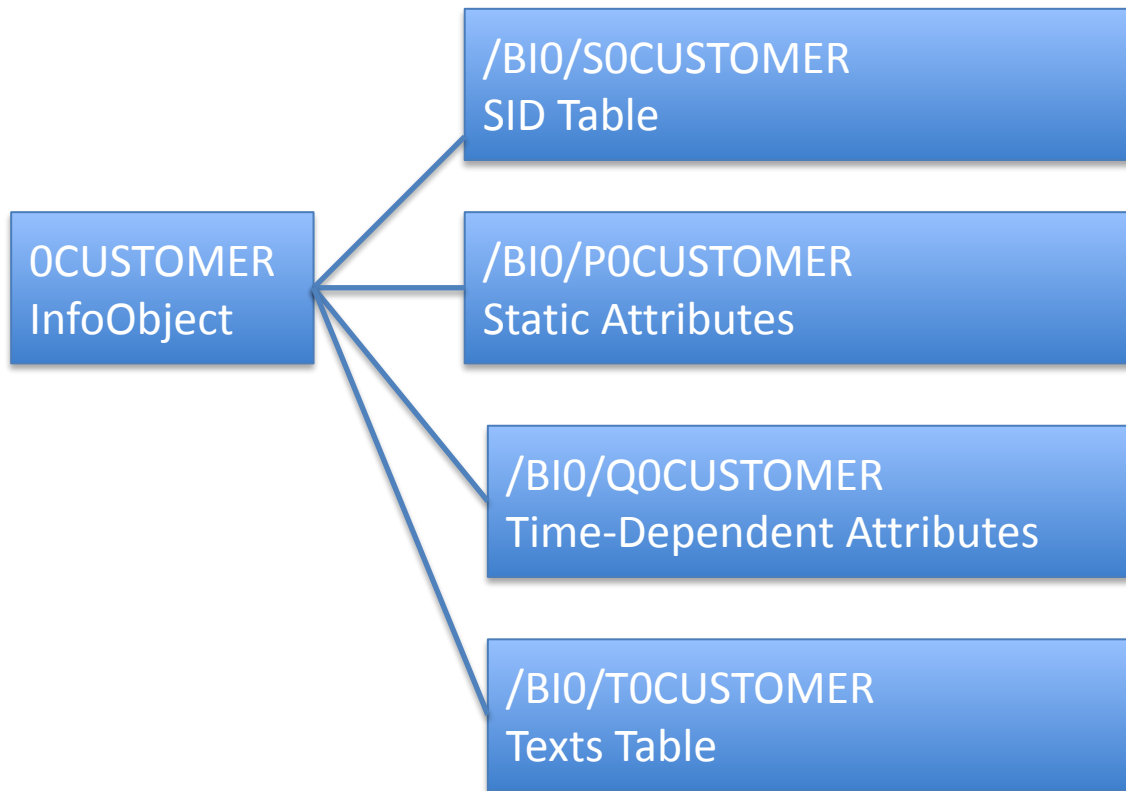 /BI0/S0CUSTOMER
SID Table
0CUSTOMER
InfoObject
/BI0/P0CUSTOMER
Static Attributes
/BI0/Q0CUSTOMER
Time-Dependent Attributes
/BI0/T0CUSTOMER
Texts Table